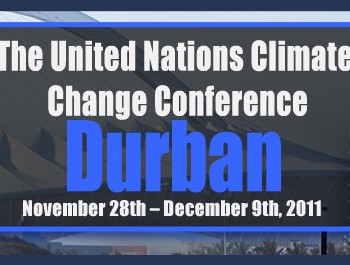 The United Nations Climate
Change Conference
Durban
November 28th – December 9th, 2011